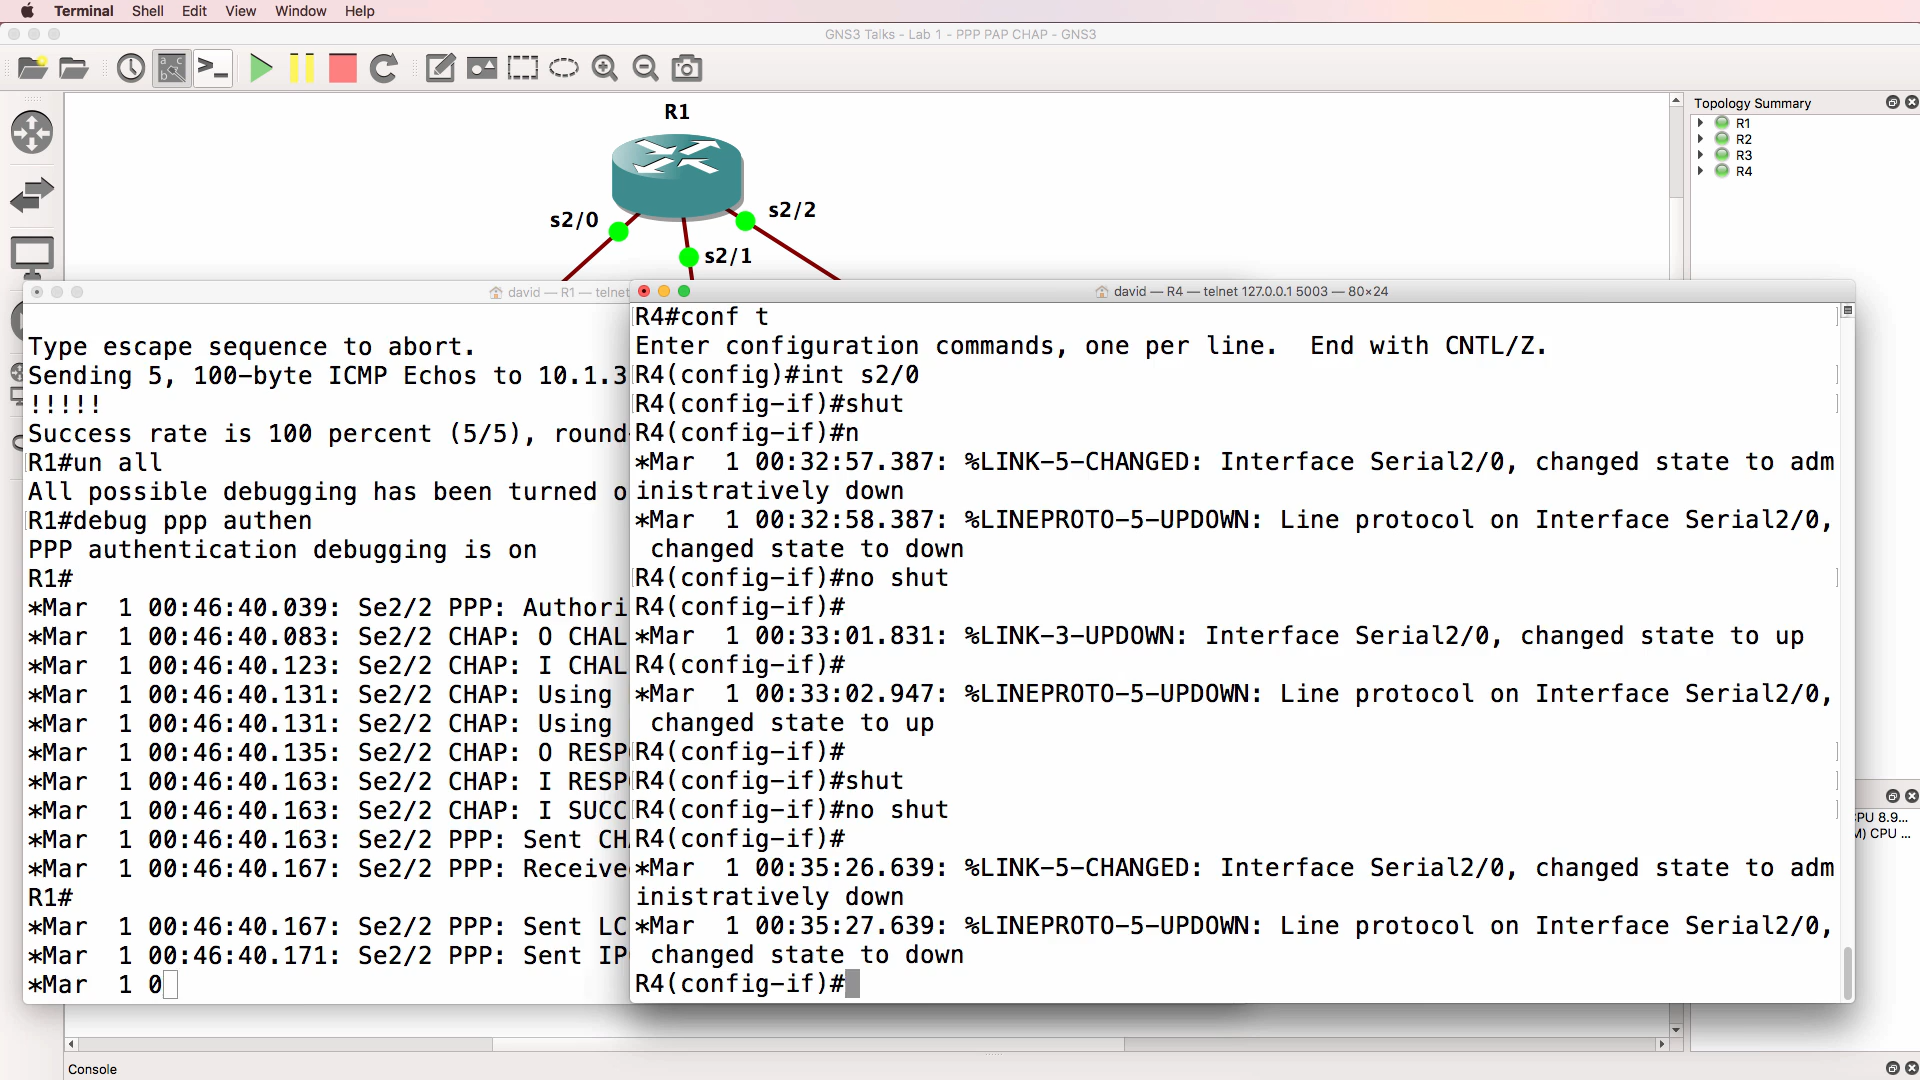 Terminal Shell Edit View Window Help
GNS3 Talks - Lab 1 - PPP PAP CHAP - GNS3
R1
s2/0
s2/2
s2/1
Topology Summary
R1
R2
R3
R4
david — R1 — telnet
Type escape sequence to abort.
Sending 5, 100-byte ICMP Echos to 10.1.3
!!!!!
Success rate is 100 percent (5/5), round
R1#un all
All possible debugging has been turned o
R1#debug ppp authen
PPP authentication debugging is on
R1#
*Mar  1 00:46:40.039: Se2/2 PPP: Authori
*Mar  1 00:46:40.083: Se2/2 CHAP: O CHAL
*Mar  1 00:46:40.123: Se2/2 CHAP: I CHAL
*Mar  1 00:46:40.131: Se2/2 CHAP: Using
*Mar  1 00:46:40.131: Se2/2 CHAP: Using
*Mar  1 00:46:40.135: Se2/2 CHAP: O RESP
*Mar  1 00:46:40.163: Se2/2 CHAP: I RESP
*Mar  1 00:46:40.163: Se2/2 CHAP: I SUCC
*Mar  1 00:46:40.163: Se2/2 PPP: Sent CH
*Mar  1 00:46:40.167: Se2/2 PPP: Receive
R1#
*Mar  1 00:46:40.167: Se2/2 PPP: Sent LC
*Mar  1 00:46:40.171: Se2/2 PPP: Sent IP
*Mar  1 0
david — R4 — telnet 127.0.0.1 5003 — 80×24
R4#conf t
Enter configuration commands, one per line.  End with CNTL/Z.
R4(config)#int s2/0
R4(config-if)#shut
R4(config-if)#n
*Mar  1 00:32:57.387: %LINK-5-CHANGED: Interface Serial2/0, changed state to adm
inistratively down
*Mar  1 00:32:58.387: %LINEPROTO-5-UPDOWN: Line protocol on Interface Serial2/0,
 changed state to down
R4(config-if)#no shut
R4(config-if)#
*Mar  1 00:33:01.831: %LINK-3-UPDOWN: Interface Serial2/0, changed state to up
R4(config-if)#
*Mar  1 00:33:02.947: %LINEPROTO-5-UPDOWN: Line protocol on Interface Serial2/0,
 changed state to up
R4(config-if)#
R4(config-if)#shut
R4(config-if)#no shut
R4(config-if)#
*Mar  1 00:35:26.639: %LINK-5-CHANGED: Interface Serial2/0, changed state to adm
inistratively down
*Mar  1 00:35:27.639: %LINEPROTO-5-UPDOWN: Line protocol on Interface Serial2/0,
 changed state to down
R4(config-if)#
CPU 8.9...
M) CPU ...
Console